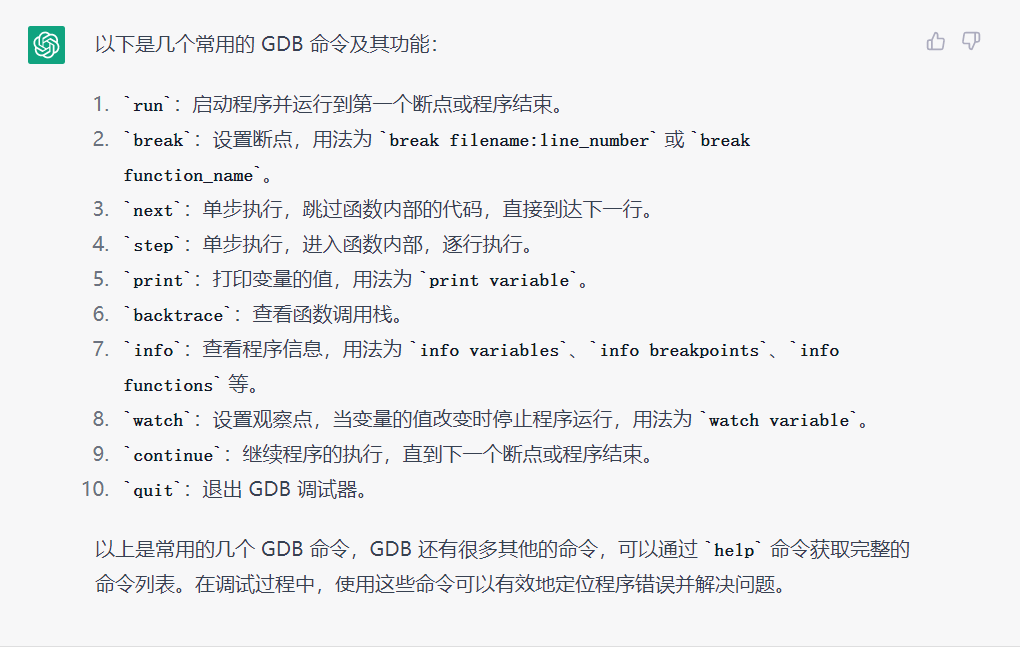 以下是几个常用的 GDB 命令及其功能：
1. `run`：启动程序并运行到第一个断点或程序结束。
2. `break`：设置断点，用法为 `break filename:line_number` 或 `break
function_name`。
3. `next`：单步执行，跳过函数内部的代码，直接到达下一行。
4. `step`：单步执行，进入函数内部，逐行执行。
5. `print`：打印变量的值，用法为 `print variable`。
6. `backtrace`：查看函数调用栈。
7. `info`：查看程序信息，用法为 `info variables`、`info breakpoints`、`info
functions` 等。
8. `watch`：设置观察点，当变量的值改变时停止程序运行，用法为 `watch variable`。
9. `continue`：继续程序的执行，直到下一个断点或程序结束。
10. `quit`：退出 GDB 调试器。
以上是常用的几个 GDB 命令，GDB 还有很多其他的命令，可以通过 `help` 命令获取完整的
命令列表。在调试过程中，使用这些命令可以有效地定位程序错误并解决问题。